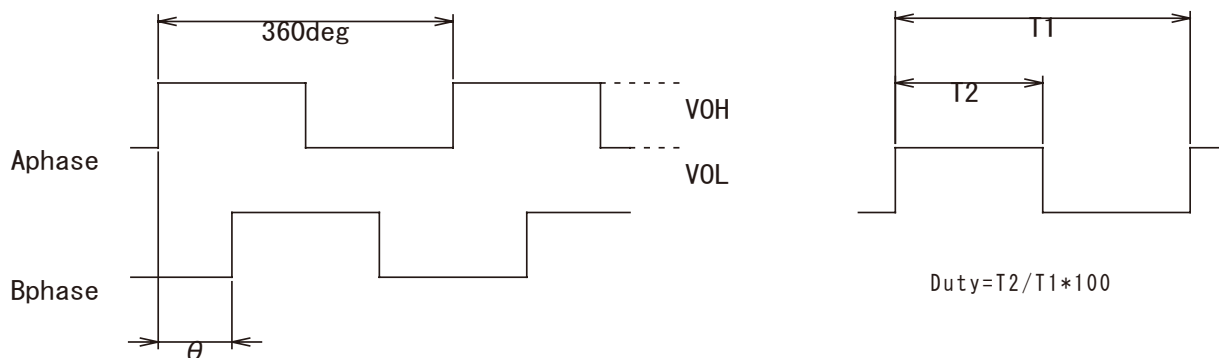 360deg
T1
T2
VOH
Aphase
VOL
Bphase
Duty=T2/T1*100
θ